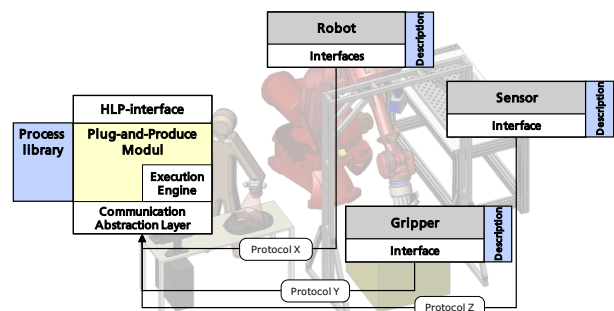 Robot
Interfaces
Description
Sensor
Interface
Description
HLP-interface
Process
library
Plug-and-Produce
Modul
Execution
Engine
Communication
Abstraction Layer
Gripper
Interface
Description
Protocol X
Protocol Y
Protocol Z